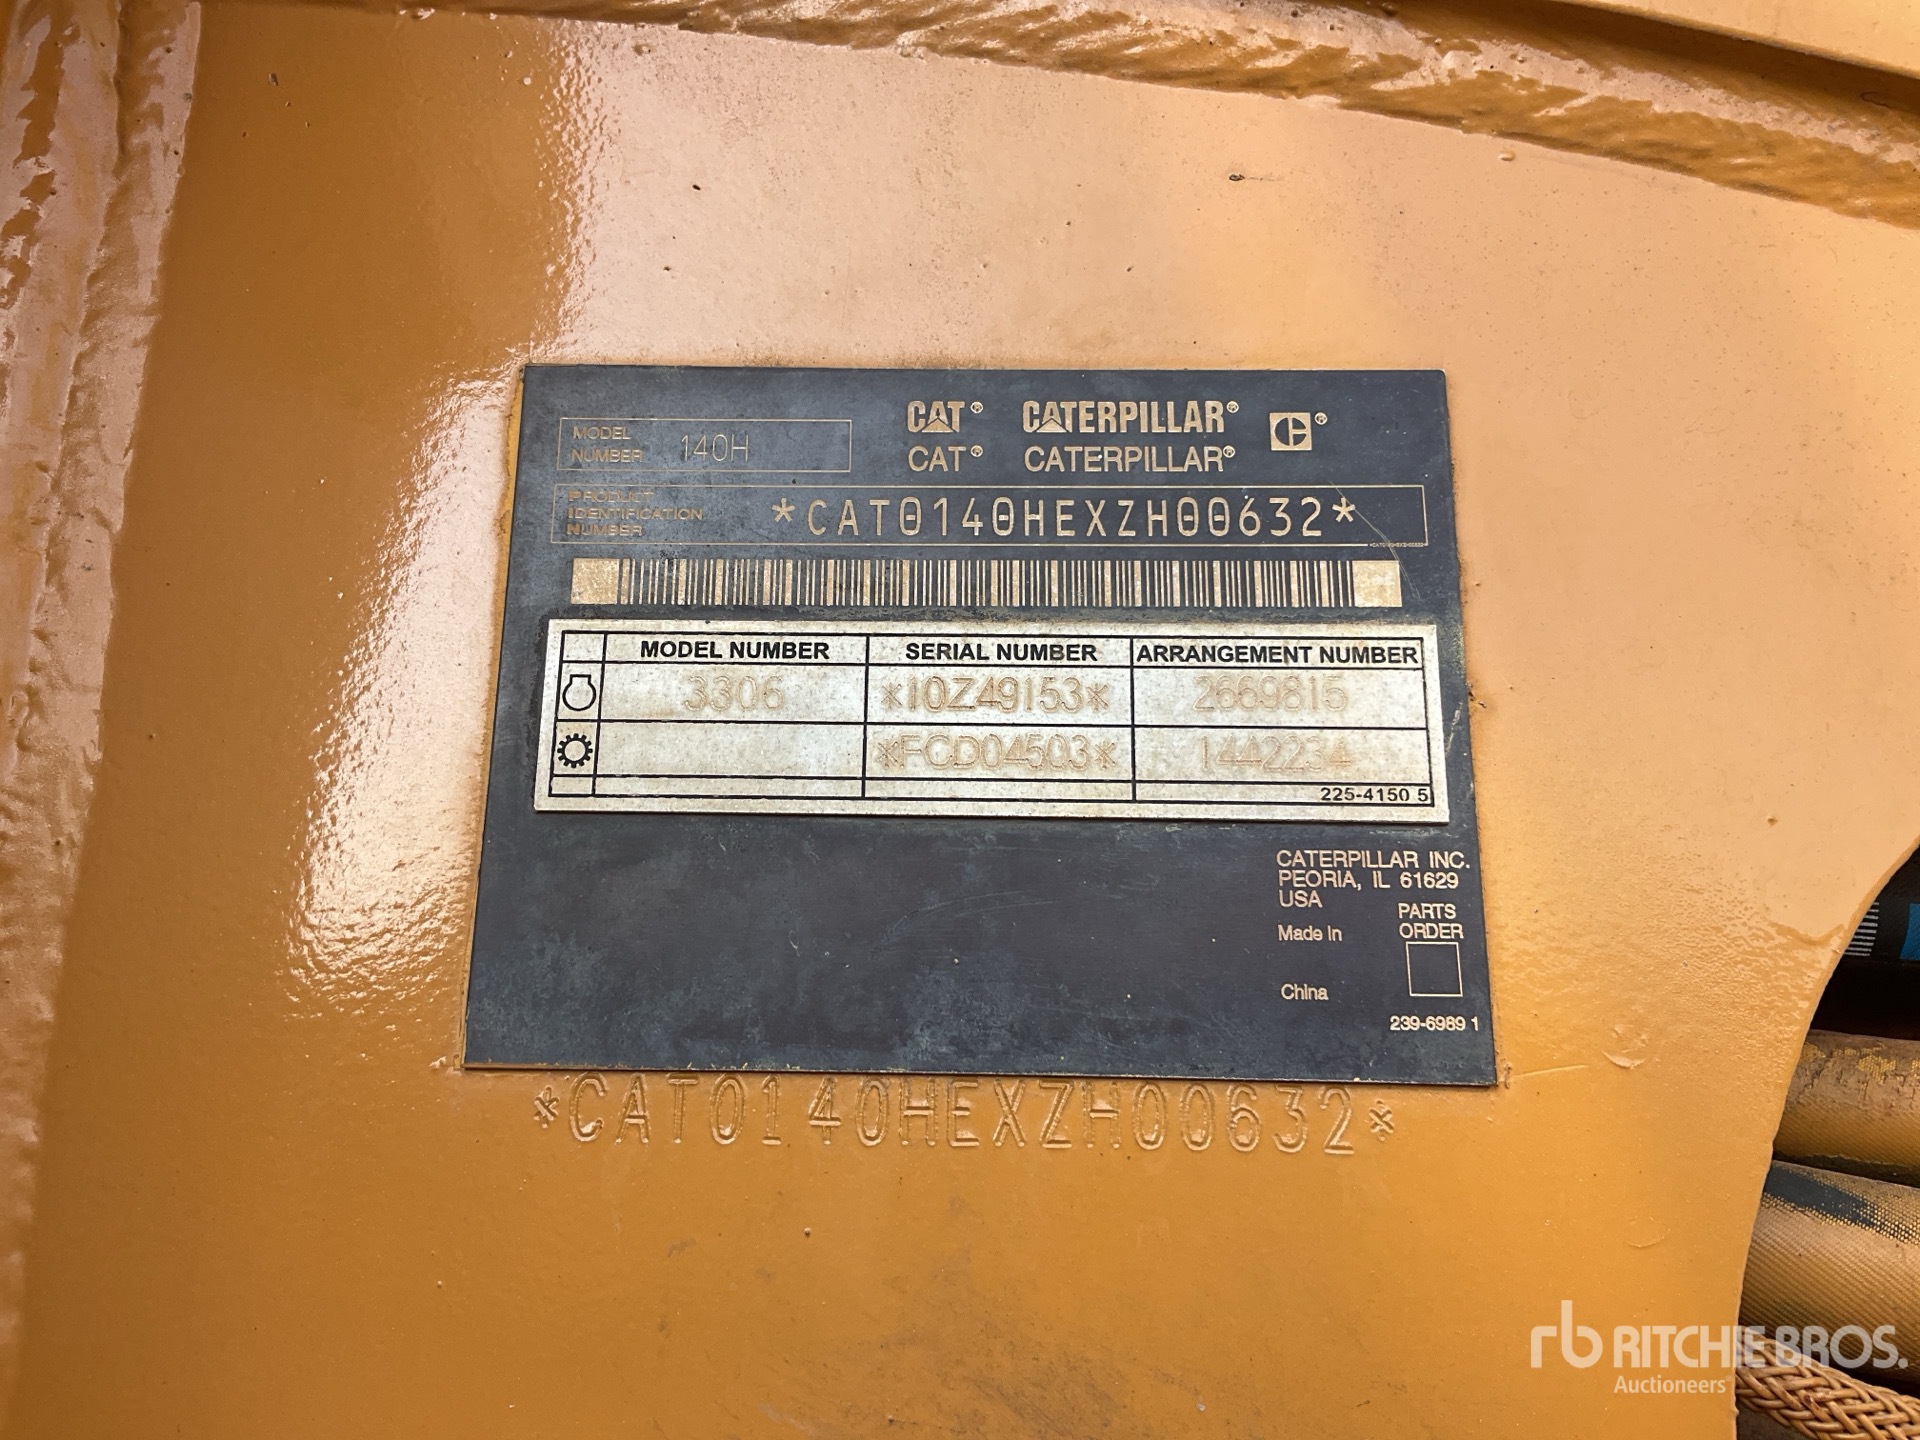 MODEL NUMBER 140H
CAT® CATERPILLAR®
CAT® CATERPILLAR®
PRODUCT IDENTIFICATION NUMBER *CAT0140HEXZH00632*
*CAT0140HEXZH00632*
MODEL NUMBER SERIAL NUMBER ARRANGEMENT NUMBER
3306 *10Z49153* 2669815
*FCD04503* 1442234
225-4150 5
CATERPILLAR INC.
PEORIA, IL 61629
USA
PARTS
Made in ORDER
China
239-6989 1
*CAT0140HEXZH00632*
rb RITCHIE BROS.
Auctioneers